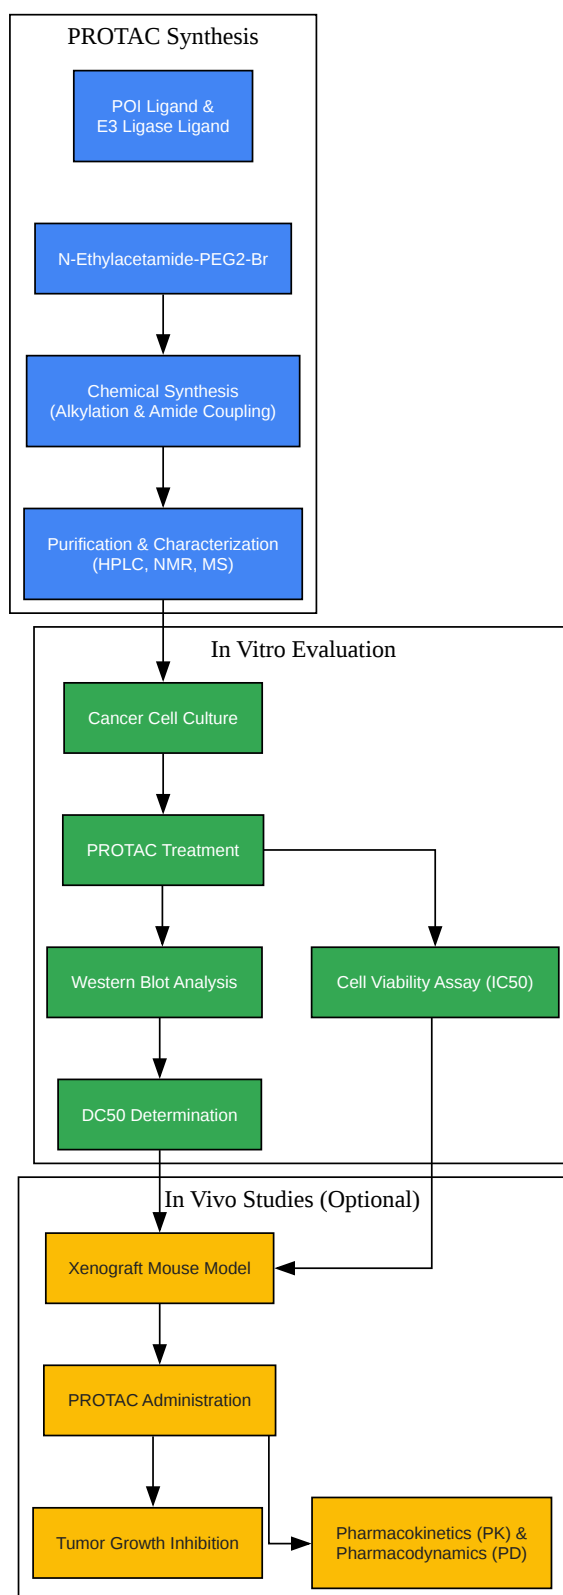 PROTAC Synthesis
POI Ligand &
E3 Ligase Ligand
N-Ethylacetamide-PEG2-Br
Chemical Synthesis
(Alkylation & Amide Coupling)
Purification & Characterization
(HPLC, NMR, MS)
In Vitro Evaluation
Cancer Cell Culture
PROTAC Treatment
Western Blot Analysis
Cell Viability Assay (IC50)
DC50 Determination
In Vivo Studies (Optional)
Xenograft Mouse Model
PROTAC Administration
Tumor Growth Inhibition
Pharmacokinetics (PK) &
Pharmacodynamics (PD)